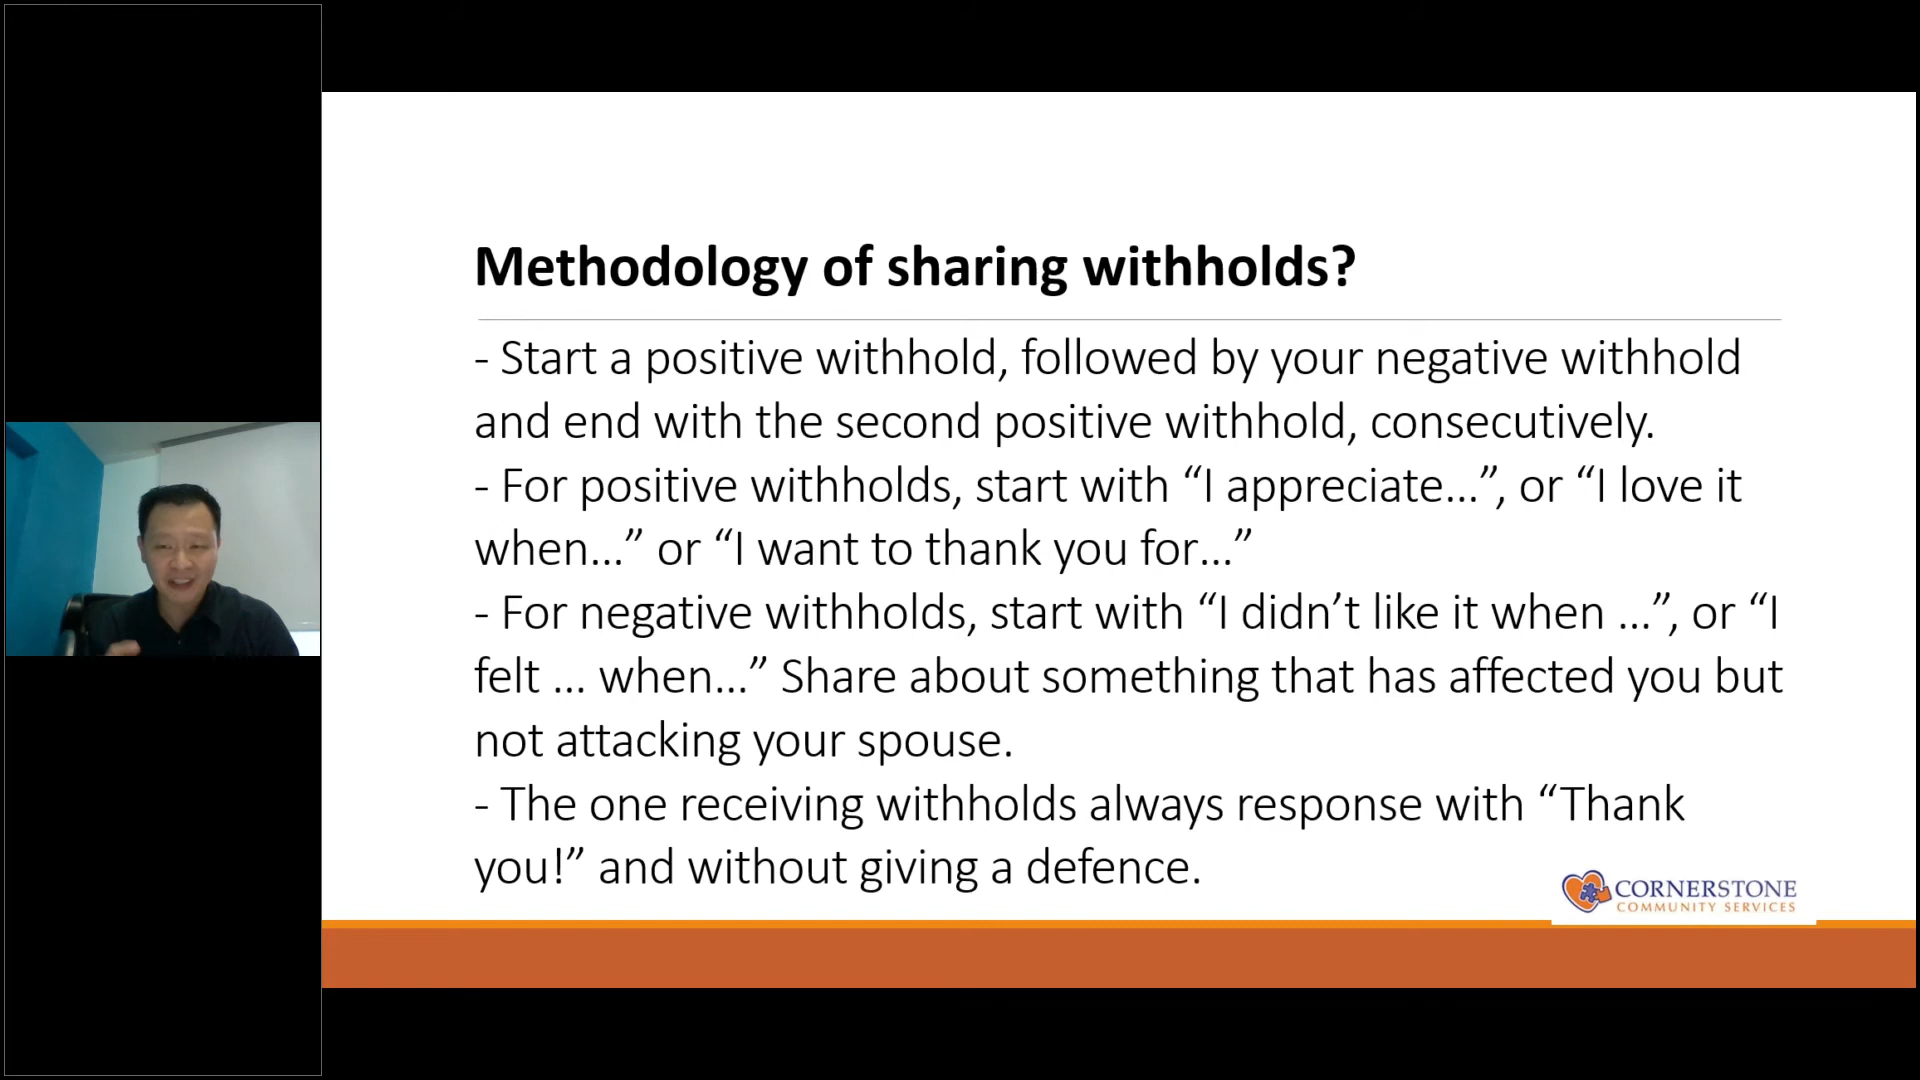 Methodology of sharing withholds?
- Start a positive withhold, followed by your negative withhold
and end with the second positive withhold, consecutively.
- For positive withholds, start with “I appreciate…”, or “I love it
when…” or “I want to thank you for…”
- For negative withholds, start with “I didn’t like it when …”, or “I
felt … when…” Share about something that has affected you but
not attacking your spouse.
- The one receiving withholds always response with “Thank
you!” and without giving a defence.
CORNERSTONE
COMMUNITY SERVICES